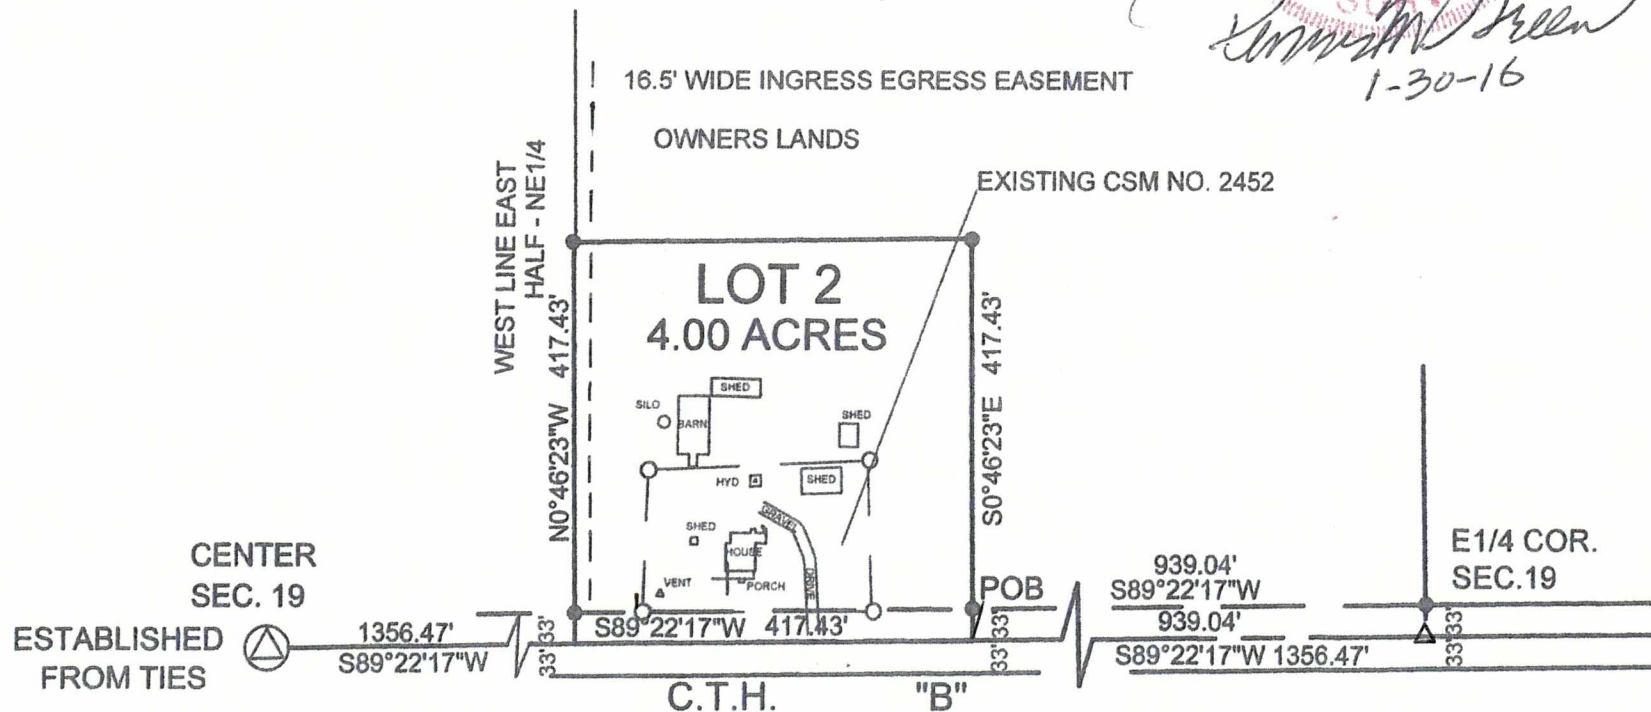 1-30-16
16.5' WIDE INGRESS EGRESS EASEMENT
OWNERS LANDS
WEST LINE EAST
HALF - NE1/4
EXISTING CSM NO. 2452
LOT 2
4.00 ACRES
N0°46'23"W 417.43'
S0°46'23"E 417.43'
SHED
SILO
BARN
SHED
HYD
SHED
GRAVEL
DRIVE
SHED
HOUSE
VENT
PORCH
CENTER
SEC. 19
ESTABLISHED
FROM TIES
1356.47'
S89°22'17"W
33'
33'
S89°22'17"W 417.43'
POB
33'
33'
939.04'
S89°22'17"W
939.04'
S89°22'17"W 1356.47'
E1/4 COR.
SEC.19
33'
33'
C.T.H. "B"